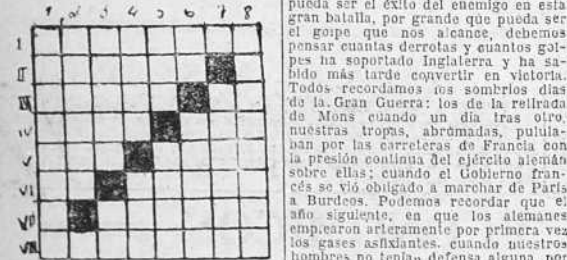 1 2 3 4 5 6 7 8
I
II
III
IV
V
VI
VII
VIII
pueda ser el éxito del enemigo en esta
gran batalla, por grande que pueda ser
el golpe que nos alcance, debemos
pensar cuantas derrotas y cuantos gol-
pes ha soportado Inglaterra y ha sa-
bido más tarde convertir en victoria.
Todos recordamos los sombríos días
de la Gran Guerra: los de la retirada
de Mons cuando un día tras otro,
nuestras tropas, abrumadas, pulula-
ban por las carreteras de Francia con
la presión continua del ejército alemán
sobre ellas; cuando el Gobierno fran-
cés se vió obligado a marchar de París
a Burdeos. Podemos recordar que el
año siguiente, en que los alemanes
emplearon arteramente por primera vez
los gases asfixiantes. cuando nuestros
hombres no tenían defensa alguna, por